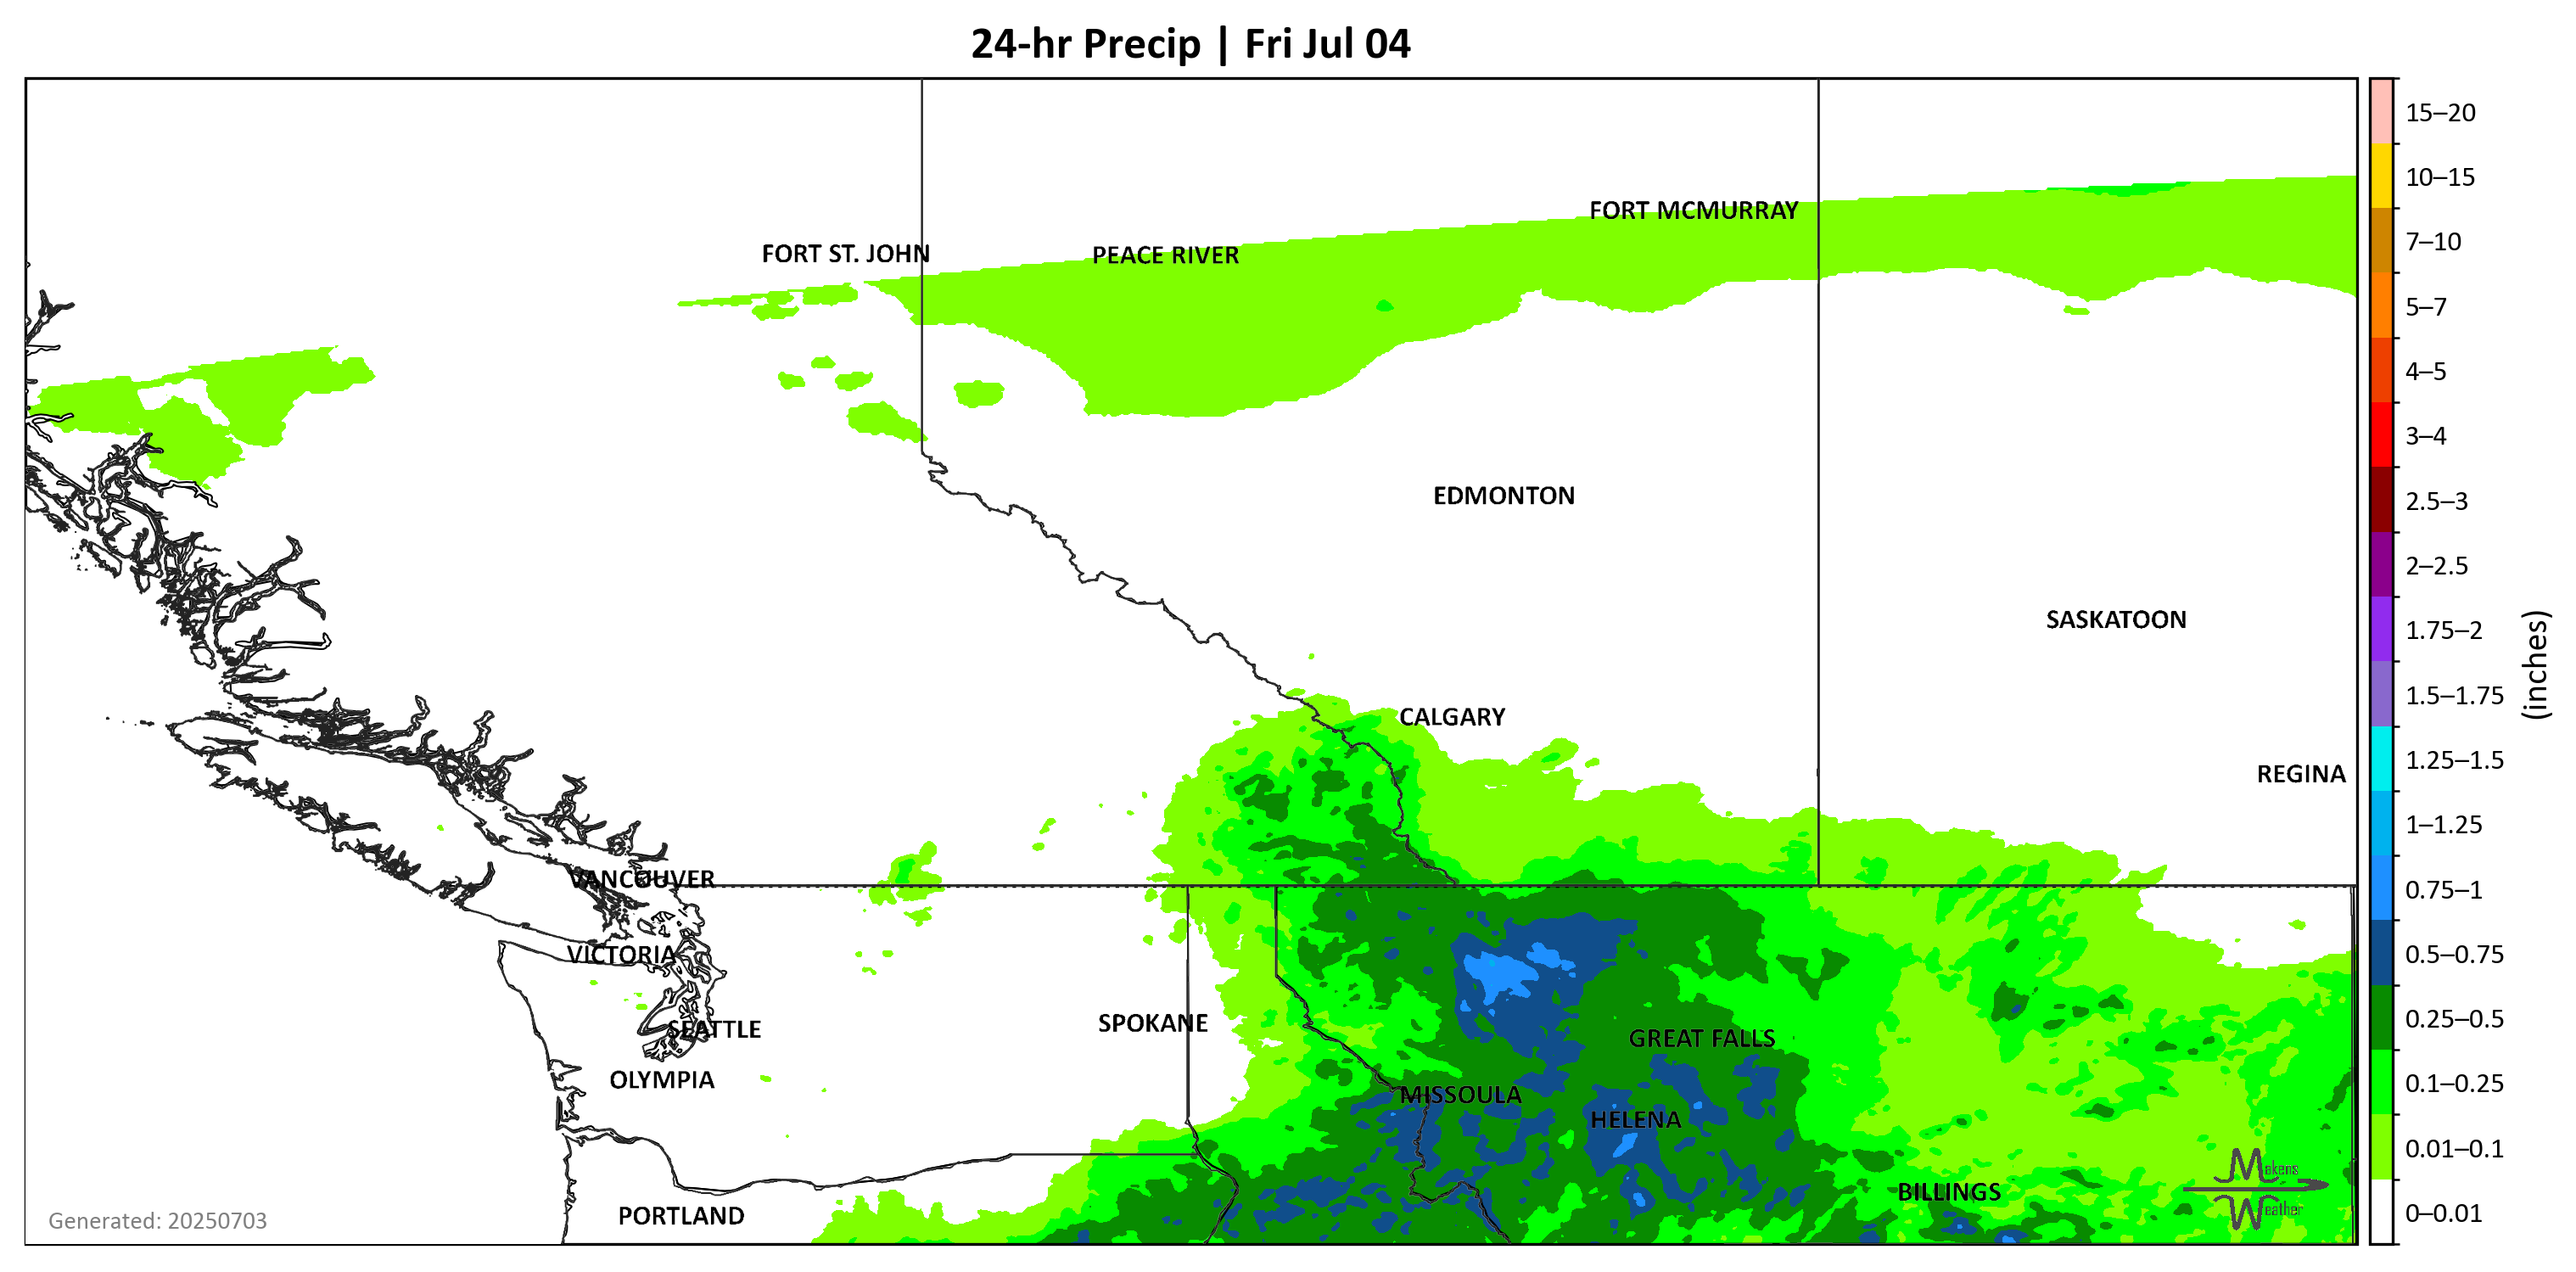 24-hr Precip | Fri Jul 04
FORT MCMURRAY
FORT ST. JOHN
PEACE RIVER
EDMONTON
SASKATOON
CALGARY
REGINA
VANCOUVER
VICTORIA
SPOKANE
SEATTLE
GREAT FALLS
OLYMPIA
MISSOULA
HELENA
BILLINGS
PORTLAND
Makens
Weather
Generated: 20250703
15–20
10–15
7–10
5–7
4–5
3–4
2.5–3
2–2.5
1.75–2
1.5–1.75
1.25–1.5
1–1.25
0.75–1
0.5–0.75
0.25–0.5
0.1–0.25
0.01–0.1
0–0.01
(inches)